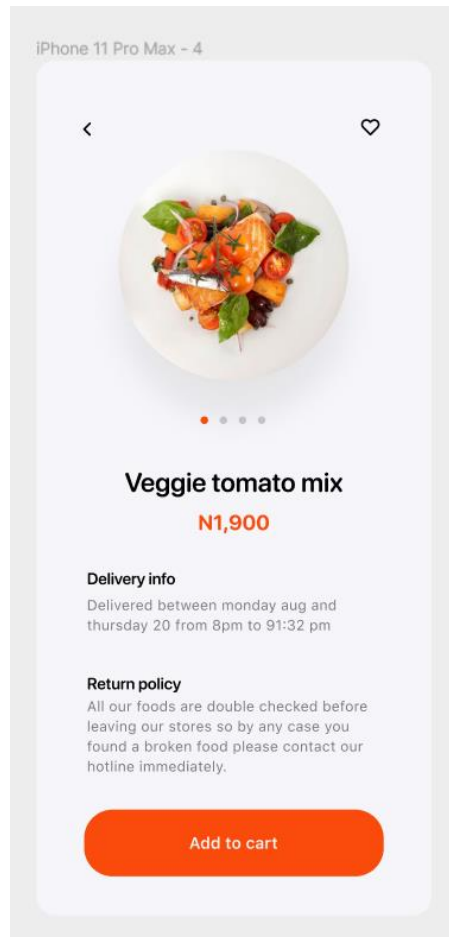 iPhone 11 Pro Max - 4
Veggie tomato mix
N1,900
Delivery info
Delivered between monday aug and
thursday 20 from 8pm to 91:32 pm
Return policy
All our foods are double checked before
leaving our stores so by any case you
found a broken food please contact our
hotline immediately.
Add to cart